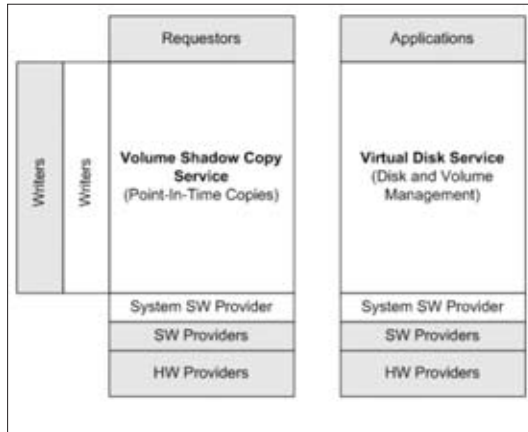 Requestors
Writers
Writers
Volume Shadow Copy
Service
(Point-In-Time Copies)
System SW Provider
SW Providers
HW Providers
Applications
Virtual Disk Service
(Disk and Volume
Management)
System SW Provider
SW Providers
HW Providers